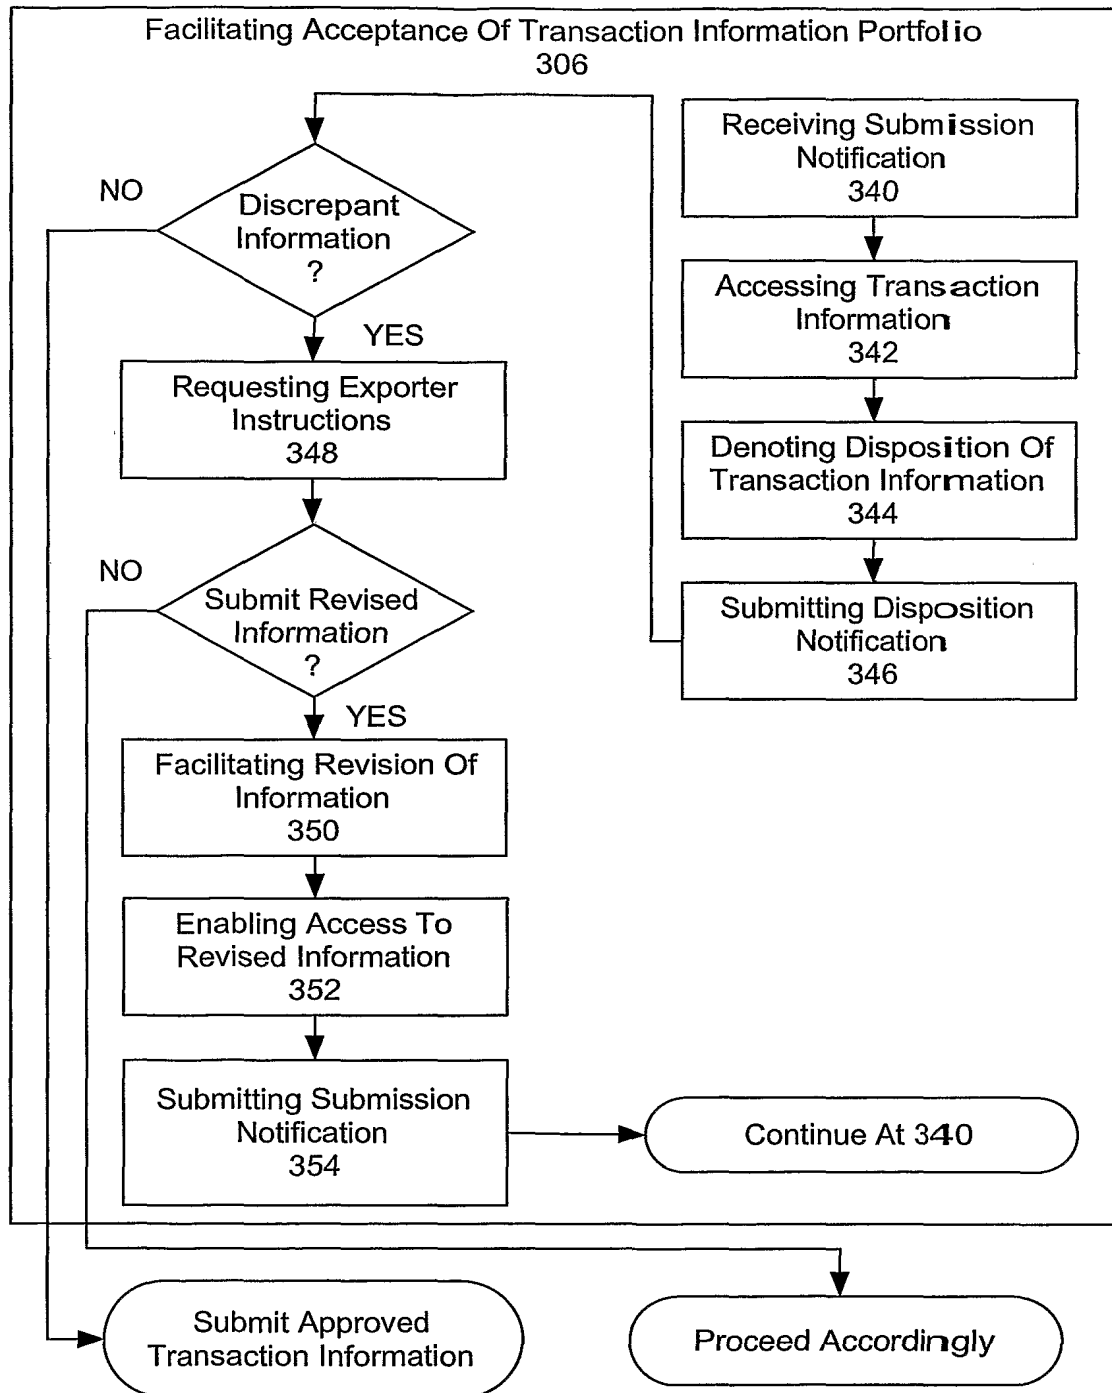 Facilitating Acceptance Of Transaction Information Portfolio
306
Receiving Submission
Notification
340
Accessing Transaction
Information
342
Denoting Disposition Of
Transaction Information
344
Submitting Disposition
Notification
346
NO
Discrepant
Information
?
YES
Requesting Exporter
Instructions
348
NO
Submit Revised
Information
?
YES
Facilitating Revision Of
Information
350
Enabling Access To
Revised Information
352
Submitting Submission
Notification
354
Continue At 340
Submit Approved
Transaction Information
Proceed Accordingly